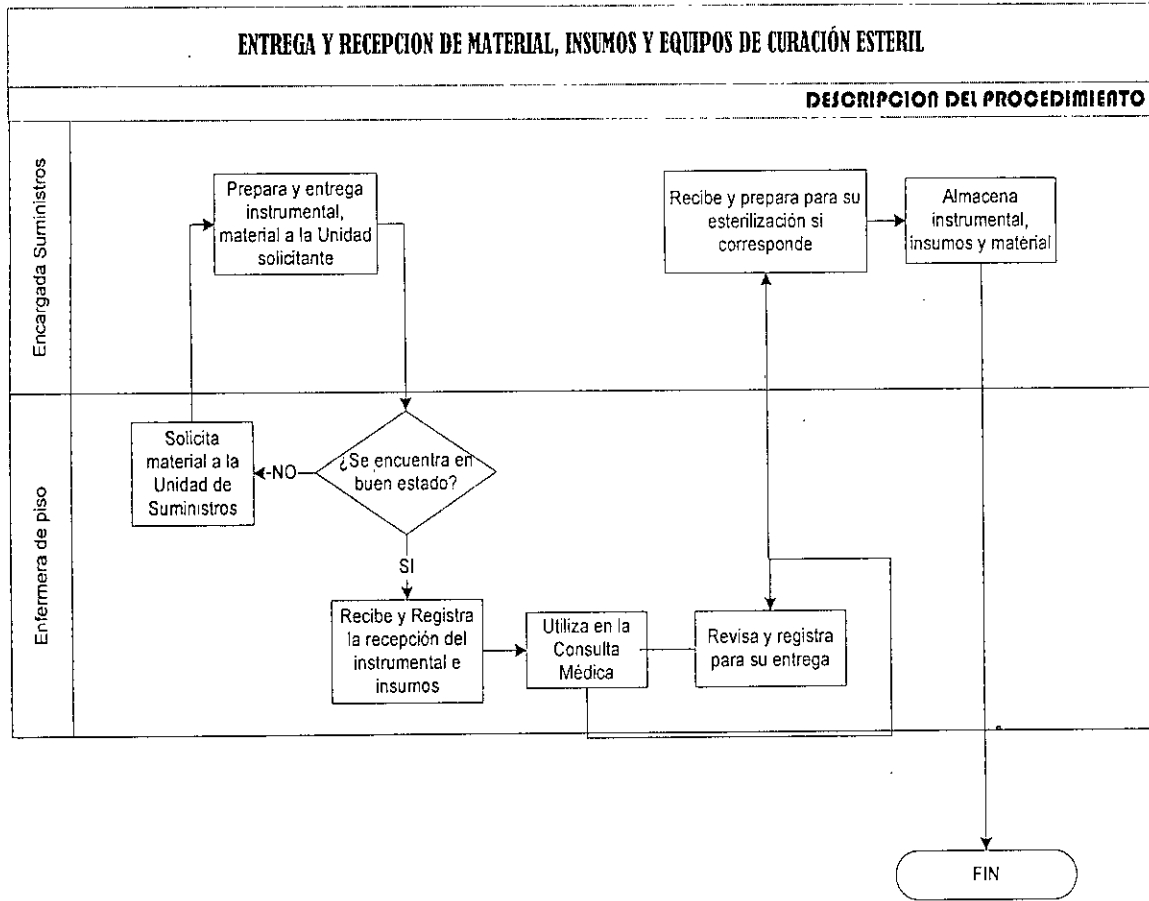 ENTREGA Y RECEPCION DE MATERIAL, INSUMOS Y EQUIPOS DE CURACIÓN ESTERIL
DESCRIPCION DEL PROCEDIMIENTO
Encargada Suministros
Prepara y entrega
instrumental,
material a la Unidad
solicitante
Recibe y prepara para su
esterilización si
corresponde
Almacena
instrumental,
insumos y material
Enfermera de piso
Solicita
material a la
Unidad de
Suministros
NO
¿Se encuentra en
buen estado?
SI
Recibe y Registra
la recepción del
instrumental e
insumos
Utiliza en la
Consulta
Médica
Revisa y registra
para su entrega
FIN